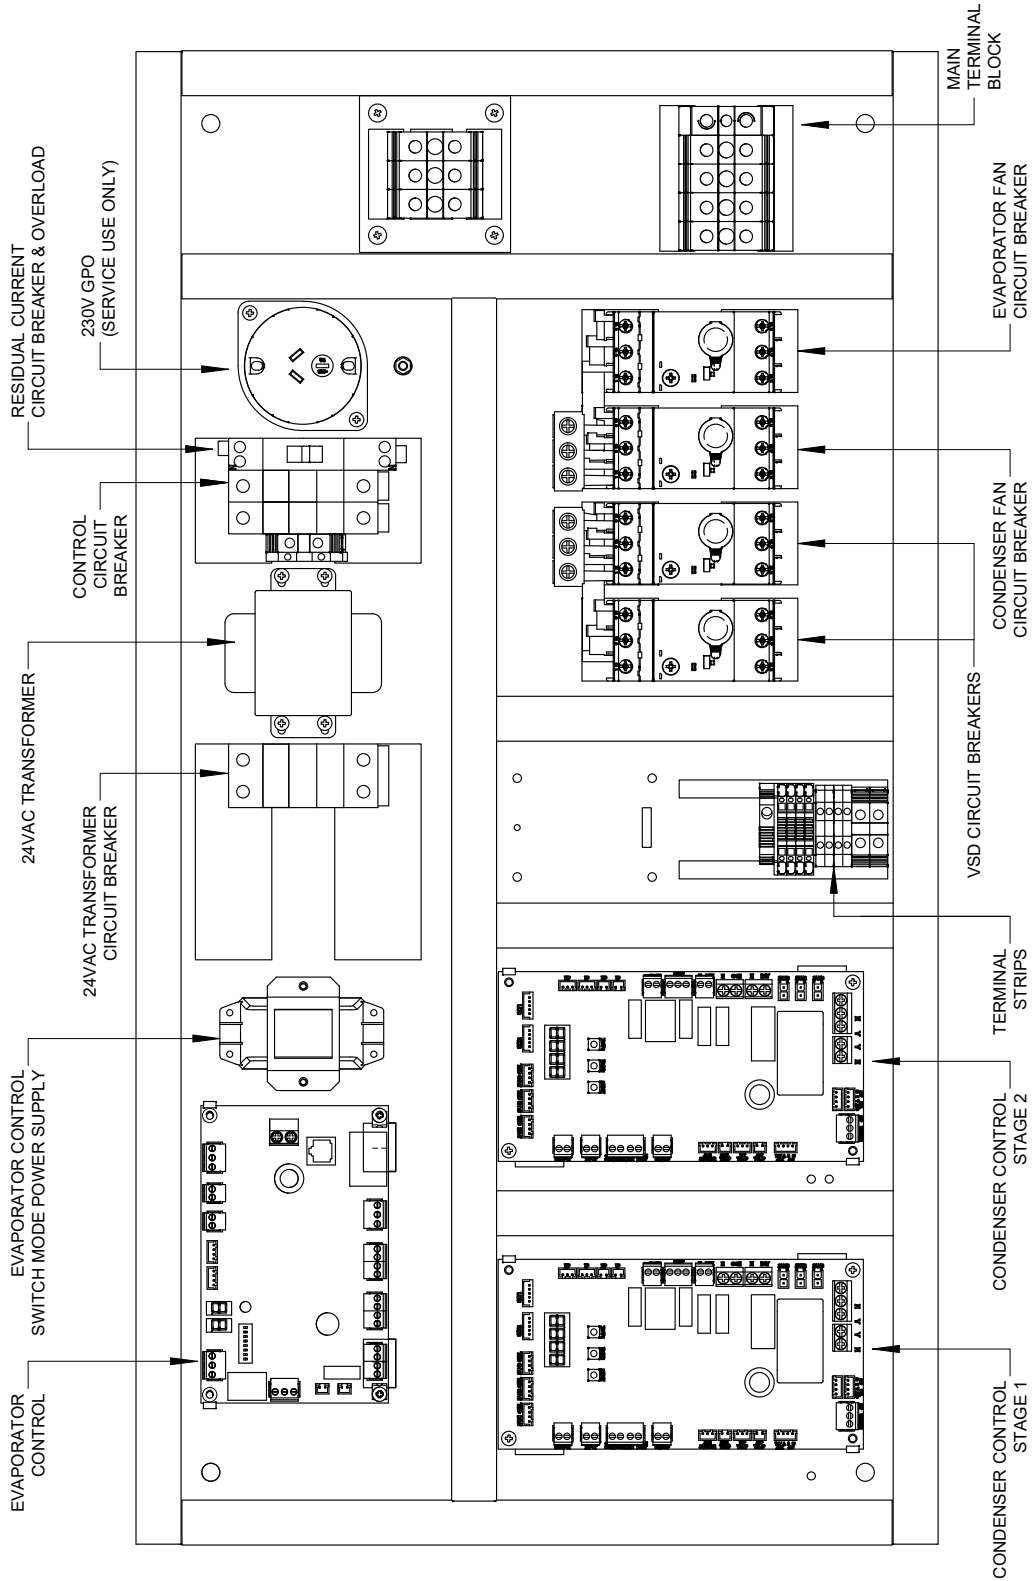 EVAPORATOR
CONTROL
EVAPORATOR CONTROL
SWITCH MODE POWER SUPPLY
24VAC TRANSFORMER
CIRCUIT BREAKER
24VAC TRANSFORMER
CONTROL
CIRCUIT
BREAKER
RESIDUAL CURRENT
CIRCUIT BREAKER & OVERLOAD
230V GPO
(SERVICE USE ONLY)
CONDENSER CONTROL
STAGE 1
CONDENSER CONTROL
STAGE 2
TERMINAL
STRIPS
VSD CIRCUIT BREAKERS
CONDENSER FAN
CIRCUIT BREAKER
EVAPORATOR FAN
CIRCUIT BREAKER
MAIN
TERMINAL
BLOCK